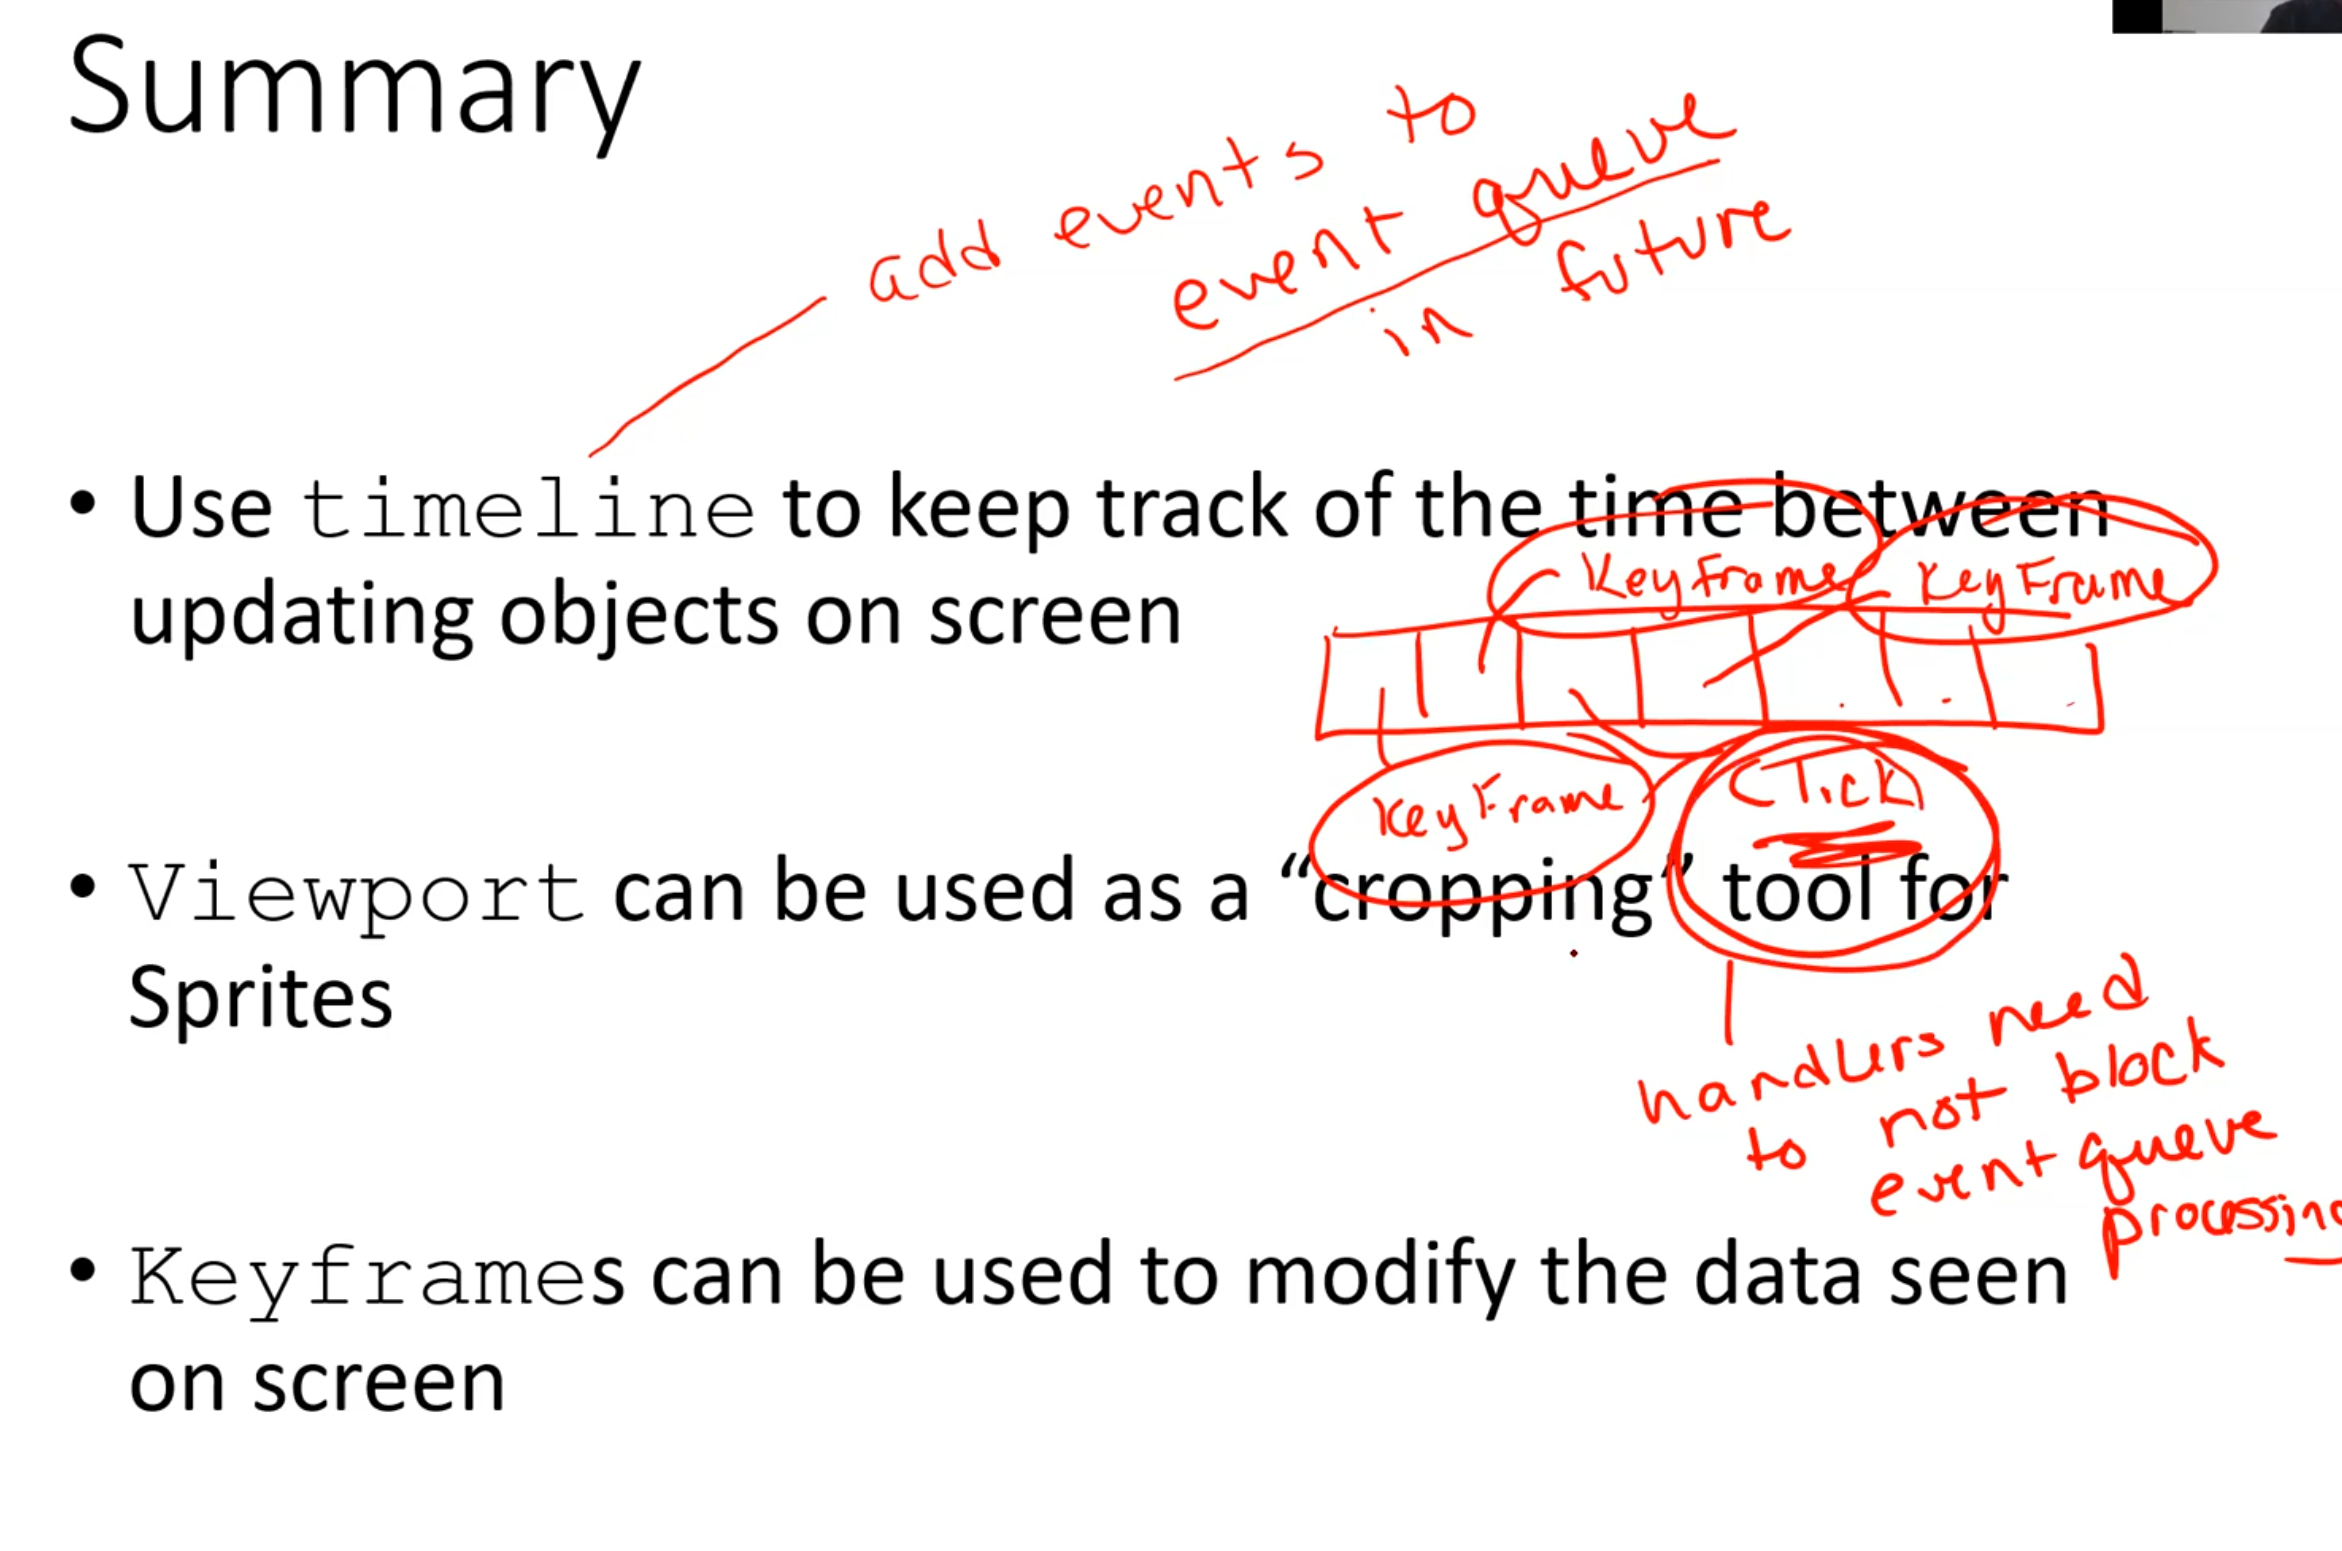 Summary
add events to
event queue
in future
• Use timeline to keep track of the time between
KeyFrame KeyFrame
updating objects on screen
KeyFrame
• Viewport can be used as a “cropping” tool for
Sprites
handlers need
to not block
event queue
processing
• Keyframes can be used to modify the data seen
on screen